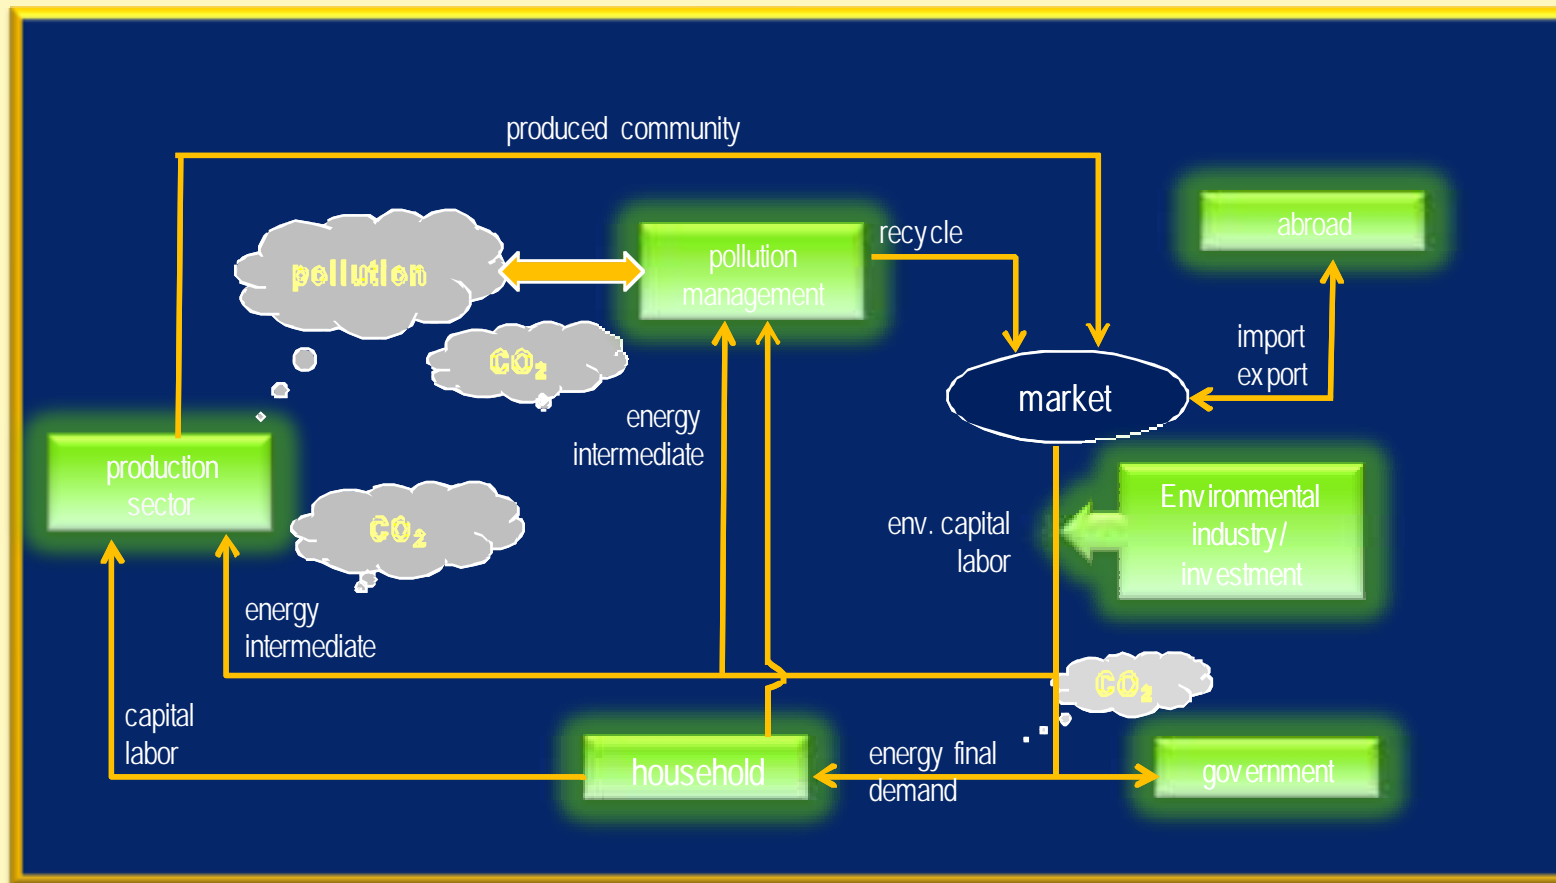 produced community
abroad
recycle
pollution
management
pollution
import
export
CO₂
market
energy
intermediate
production
sector
Environmental
industry/
investment
CO₂
env. capital
labor
energy
intermediate
CO₂
capital
labor
household
energy final
demand
government